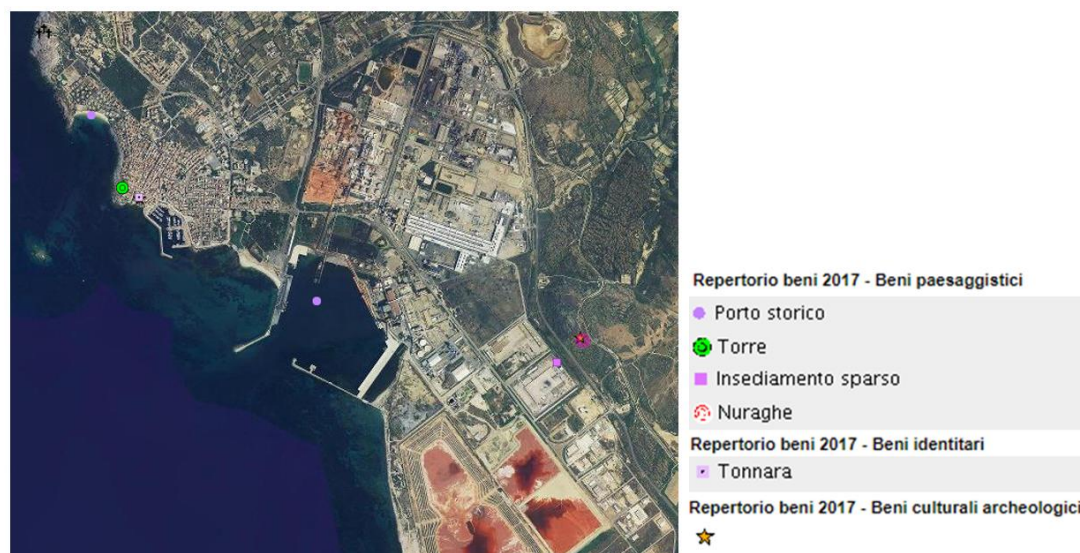 Repertorio beni 2017 - Beni paesaggistici
Porto storico
Torre
Insediamento sparso
Nuraghe
Repertorio beni 2017 - Beni identitari
Tonnara
Repertorio beni 2017 - Beni culturali archeologici